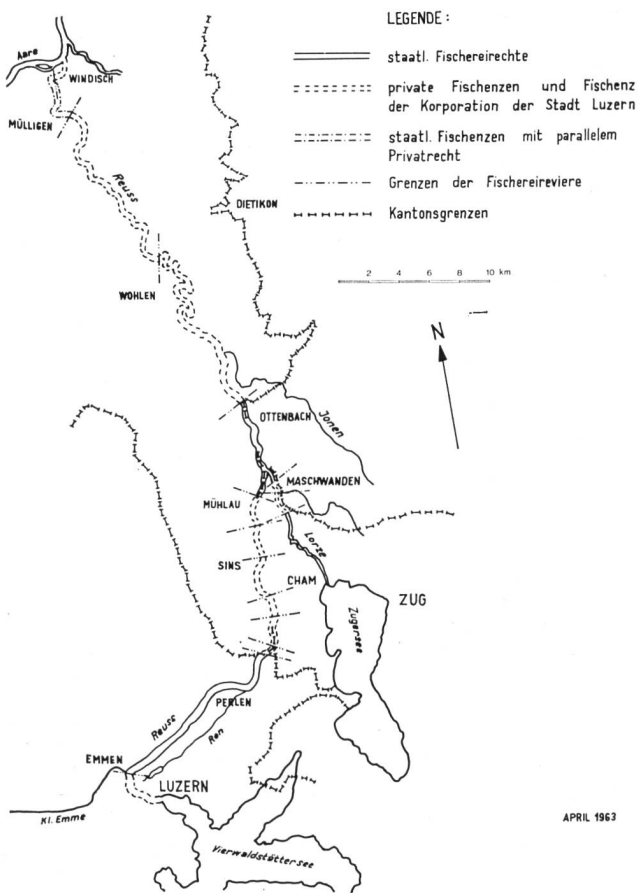 LEGENDE :
staatl. Fischereirechte
private Fischenzen und Fischenz
der Korporation der Stadt Luzern
staatl. Fischenzen mit parallelem
Privatrecht
Grenzen der Fischereireviere
Kantonsgrenzen
2 4 6 8 10 km
N
Aare
WINDISCH
MÜLLIGEN
Reuss
DIETIKON
WOHLEN
OTTENBACH
Jonen
MASCHWANDEN
MÜHLAU
Lorze
SINS
CHAM
ZUG
Zugersee
PERLEN
Reuss
Ron
EMMEN
LUZERN
Kl. Emme
Vierwaldstättersee
APRIL 1963